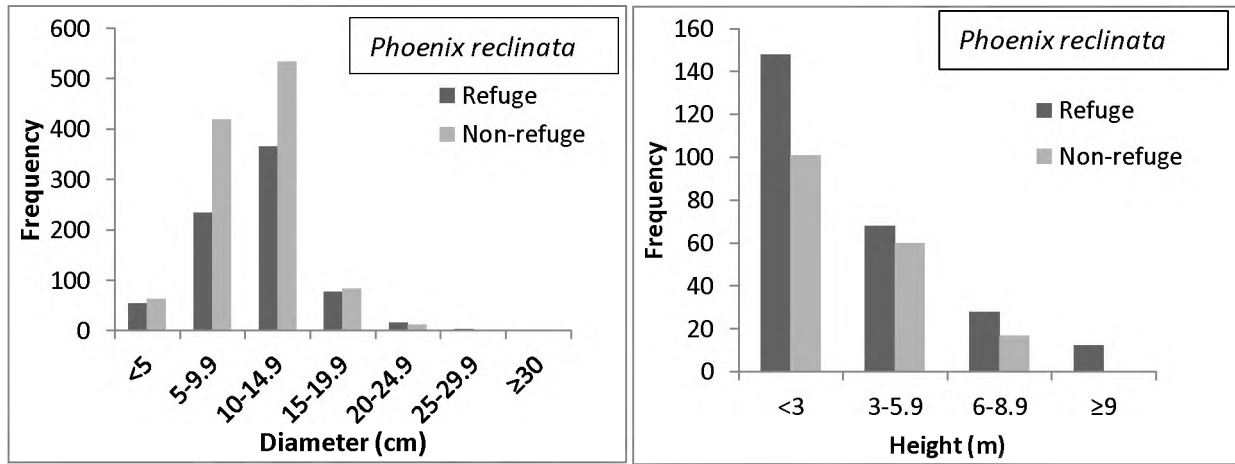 600
500
400
300
200
100
0
Frequency
Phoenix reclinata
Refuge
Non-refuge
<5
5-9.9
10-14.9
15-19.9
20-24.9
25-29.9
≥30
Diameter (cm)
160
140
120
100
80
60
40
20
0
Frequency
Phoenix reclinata
Refuge
Non-refuge
<3
3-5.9
6-8.9
≥9
Height (m)